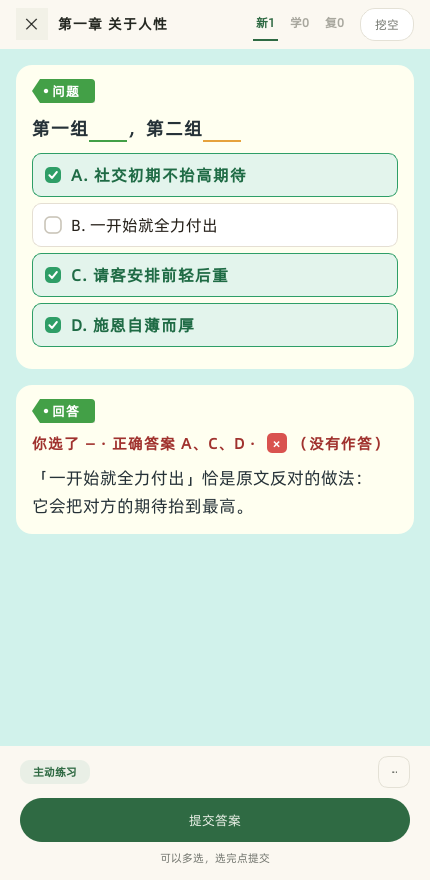 第一章 关于人性
新1 学0 复0 挖空
问题
第一组____，第二组____
A. 社交初期不抬高期待
B. 一开始就全力付出
C. 请客安排前轻后重
D. 施恩自薄而厚
回答
你选了 — · 正确答案 A、C、D · × （没有作答）
「一开始就全力付出」恰是原文反对的做法：
它会把对方的期待抬到最高。
主动练习
提交答案
可以多选，选完点提交